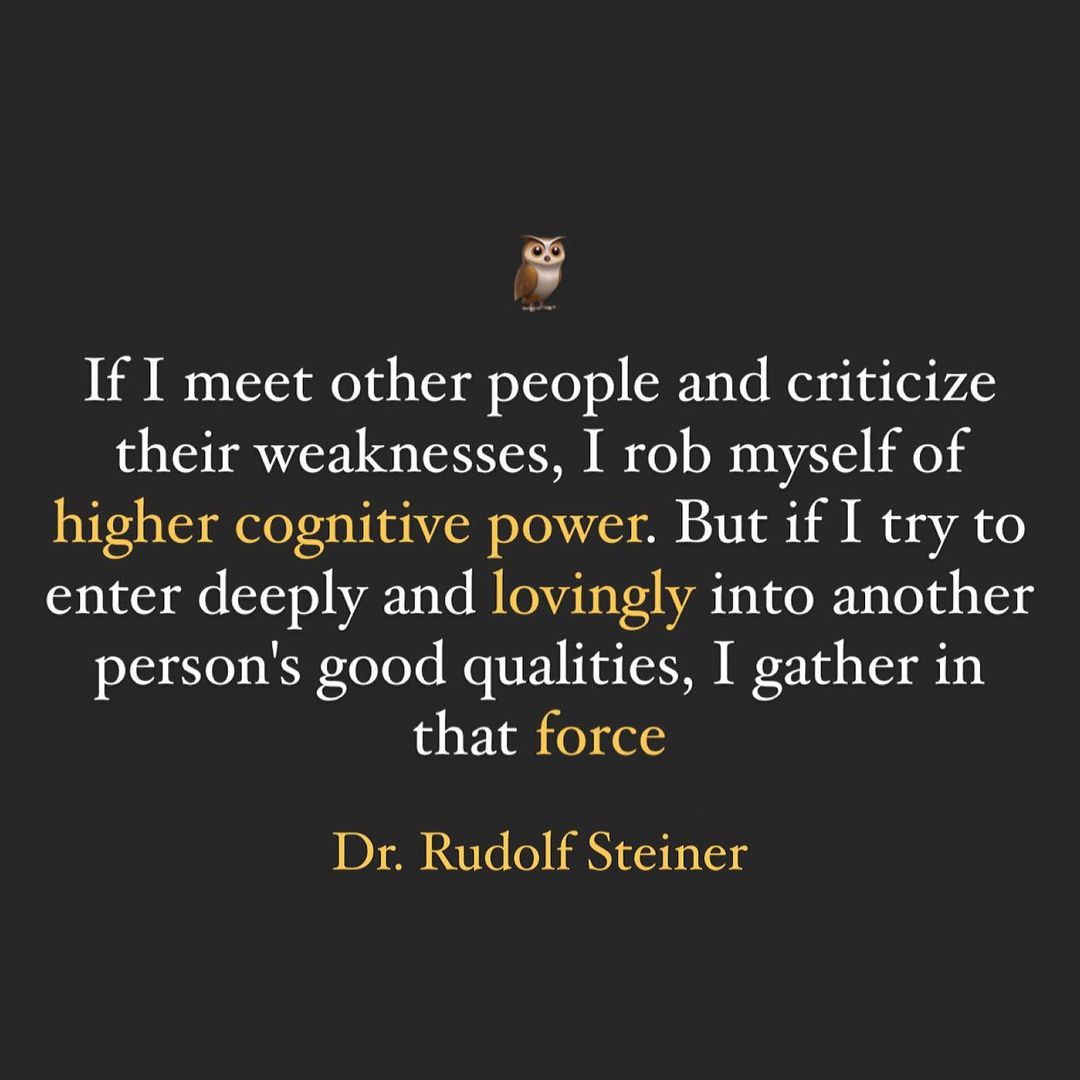 If I meet other people and criticize
their weaknesses, I rob myself of
higher cognitive power. But if I try to
enter deeply and lovingly into another
person's good qualities, I gather in
that force
Dr. Rudolf Steiner